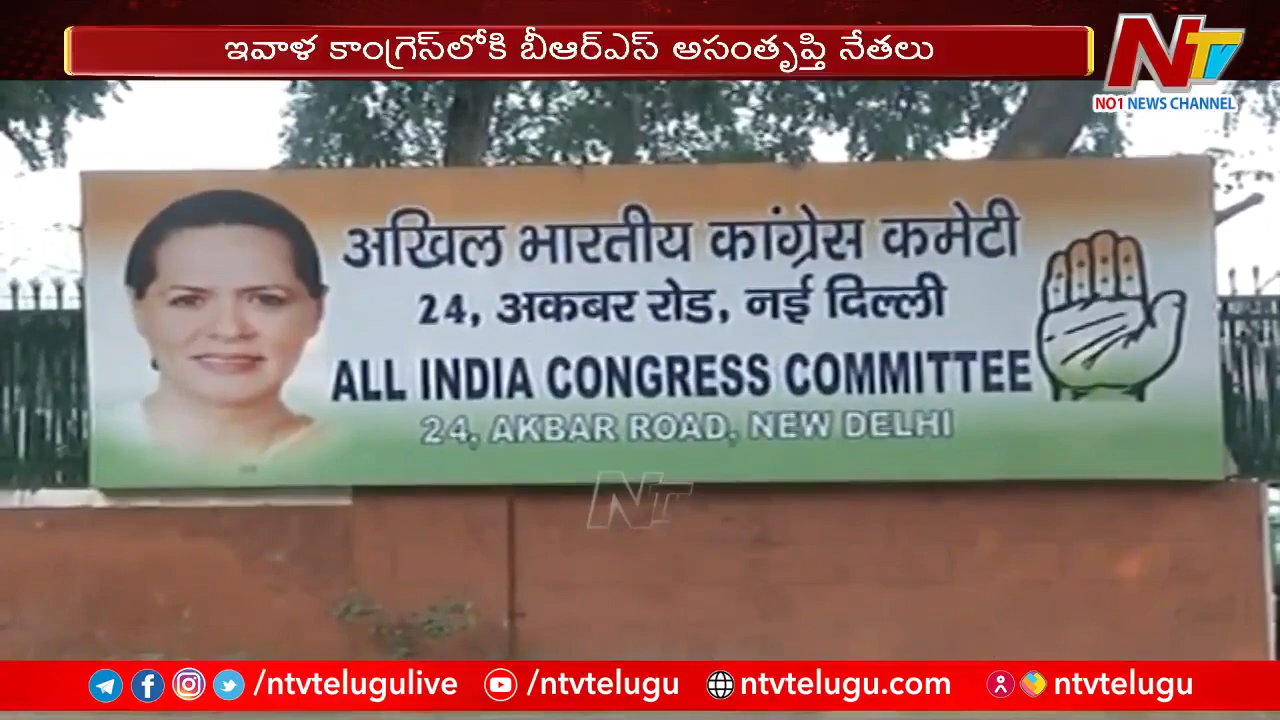 ఇవాళ కాంగ్రెస్‌లోకి బీఆర్ఎస్ అసంతృప్తి నేతలు
NTV
NO1 NEWS CHANNEL
अखिल भारतीय कांग्रेस कमेटी
24, अकबर रोड, नई दिल्ली
ALL INDIA CONGRESS COMMITTEE
24, AKBAR ROAD, NEW DELHI
NTV
/ntvtelugulive
/ntvtelugu
ntvtelugu.com
ntvtelugu